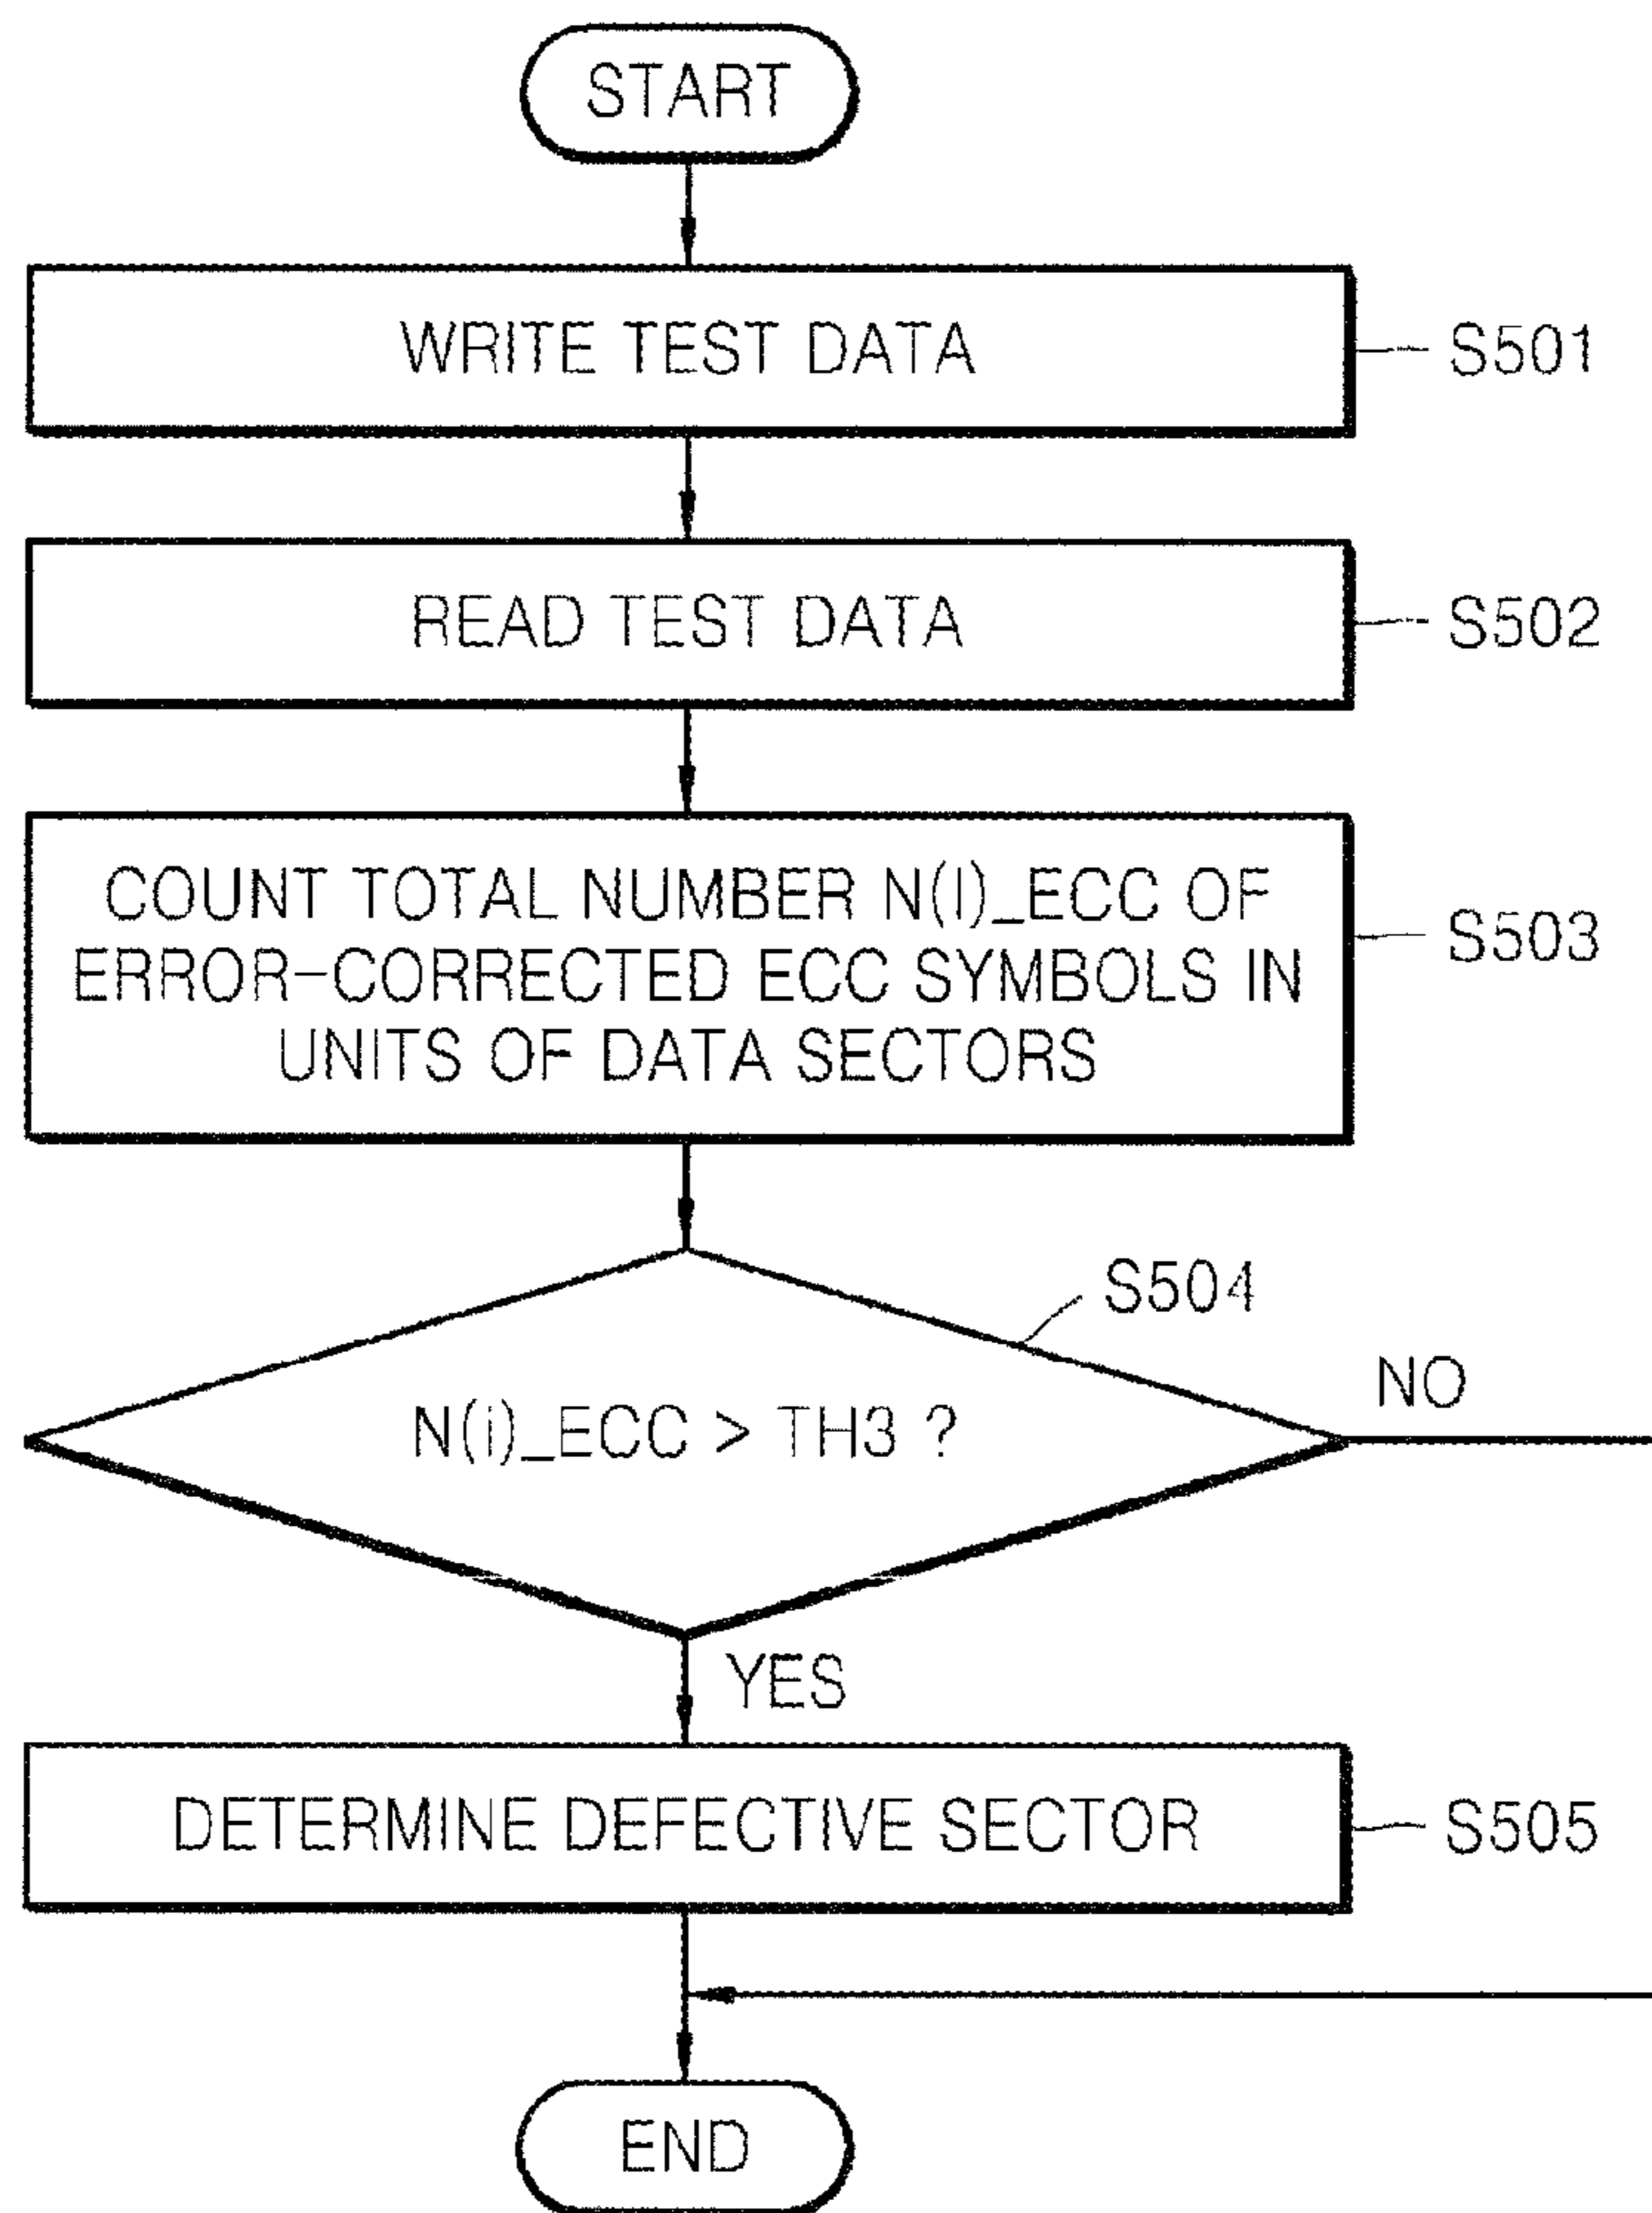 START
WRITE TEST DATA
S501
READ TEST DATA
S502
COUNT TOTAL NUMBER N(I)_ECC OF
ERROR-CORRECTED ECC SYMBOLS IN
UNITS OF DATA SECTORS
S503
S504
N(i)_ECC > TH3 ?
NO
YES
DETERMINE DEFECTIVE SECTOR
S505
END